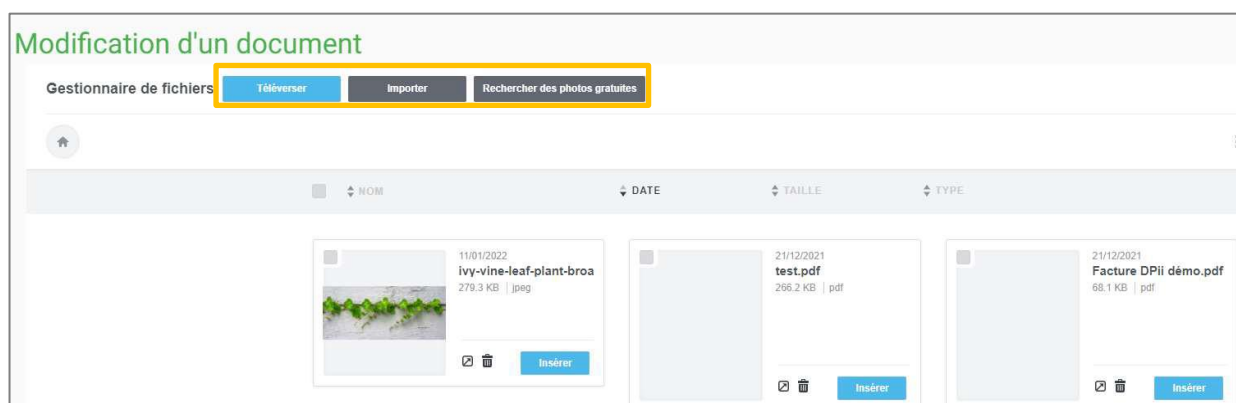 Modification d'un document
Gestionnaire de fichiers Téléverser Importer Rechercher des photos gratuites
NOM DATE TAILLE TYPE
11/01/2022 21/12/2021 21/12/2021
ivy-vine-leaf-plant-broa test.pdf Facture DPii démo.pdf
279.3 KB | jpeg 266.2 KB | pdf 68.1 KB | pdf
Insérer
Insérer Insérer